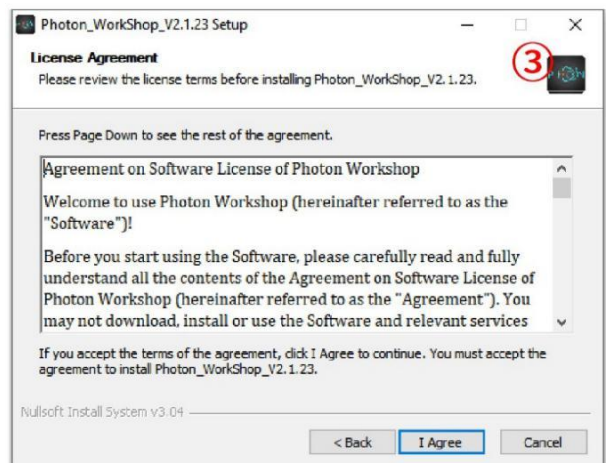 Photon_WorkShop_V2.1.23 Setup
License Agreement
Please review the license terms before installing Photon_WorkShop_V2.1.23.
③
Press Page Down to see the rest of the agreement.
Agreement on Software License of Photon Workshop
Welcome to use Photon Workshop (hereinafter referred to as the
"Software")!
Before you start using the Software, please carefully read and fully
understand all the contents of the Agreement on Software License of
Photon Workshop (hereinafter referred to as the "Agreement"). You
may not download, install or use the Software and relevant services
If you accept the terms of the agreement, click I Agree to continue. You must accept the
agreement to install Photon_WorkShop_V2.1.23.
Nullsoft Install System v3.04
< Back I Agree Cancel